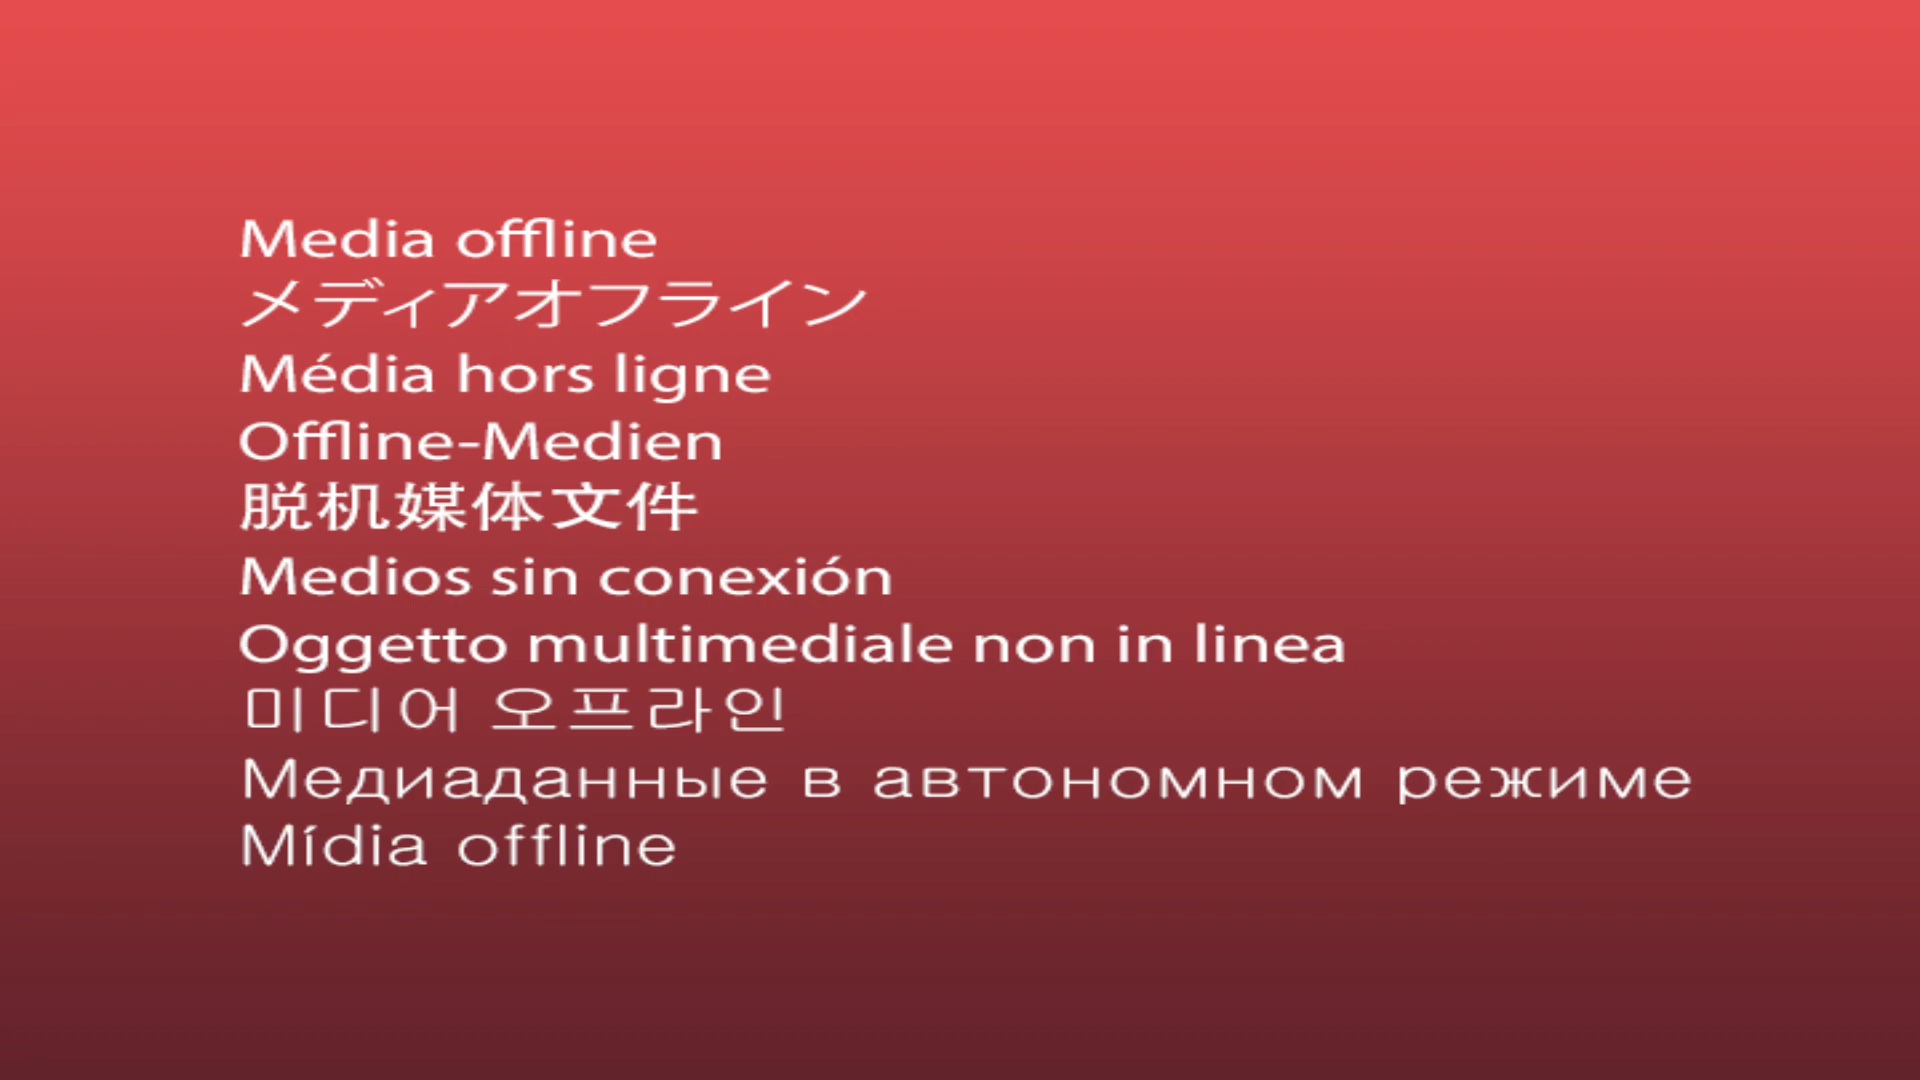 Media offline
メディアオフライン
Média hors ligne
Offline-Medien
脱机媒体文件
Medios sin conexión
Oggetto multimediale non in linea
미디어 오프라인
Медиаданные в автономном режиме
Mídia offline